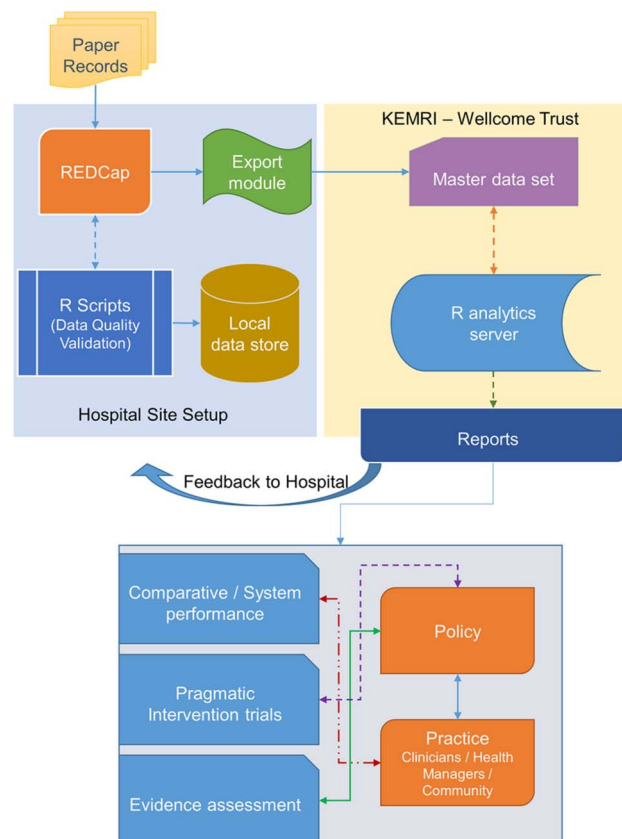 Paper
Records
KEMRI – Wellcome Trust
REDCap
Export
module
Master data set
R Scripts
(Data Quality
Validation)
Local
data store
R analytics
server
Hospital Site Setup
Reports
Feedback to Hospital
Comparative / System
performance
Policy
Pragmatic
Intervention trials
Practice
Clinicians / Health
Managers /
Community
Evidence assessment